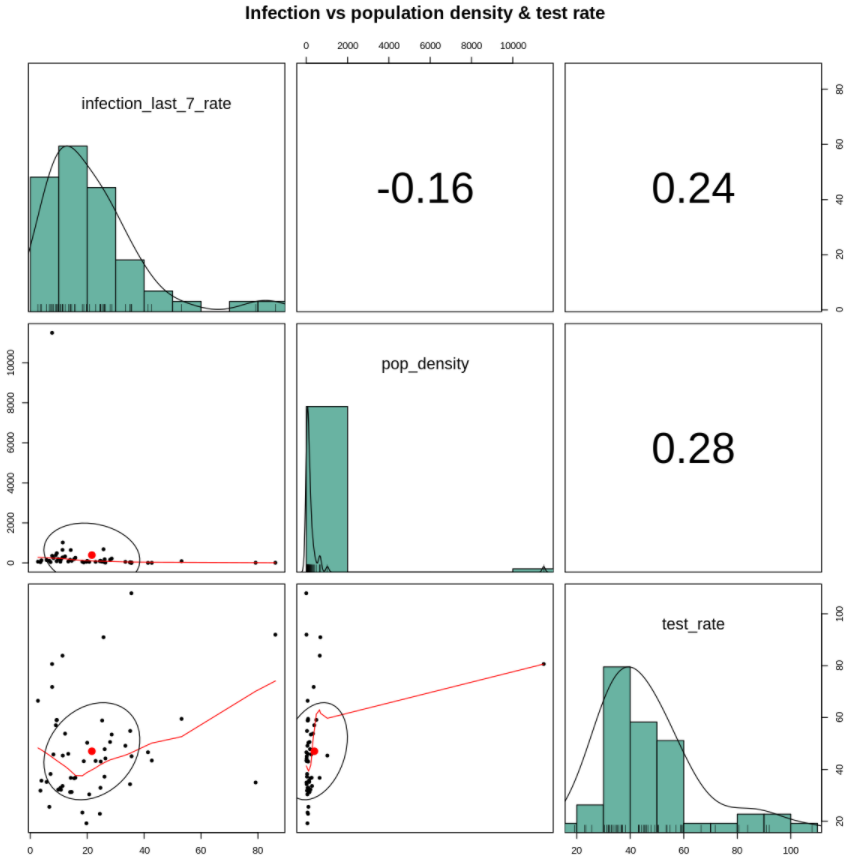 Infection vs population density & test rate
0 2000 4000 6000 8000 10000
infection_last_7_rate
-0.16
0.24
0 20 40 60 80
0 2000 4000 6000 8000 10000
pop_density
0.28
test_rate
20 40 60 80 100
0 20 40 60 80
20 40 60 80 100